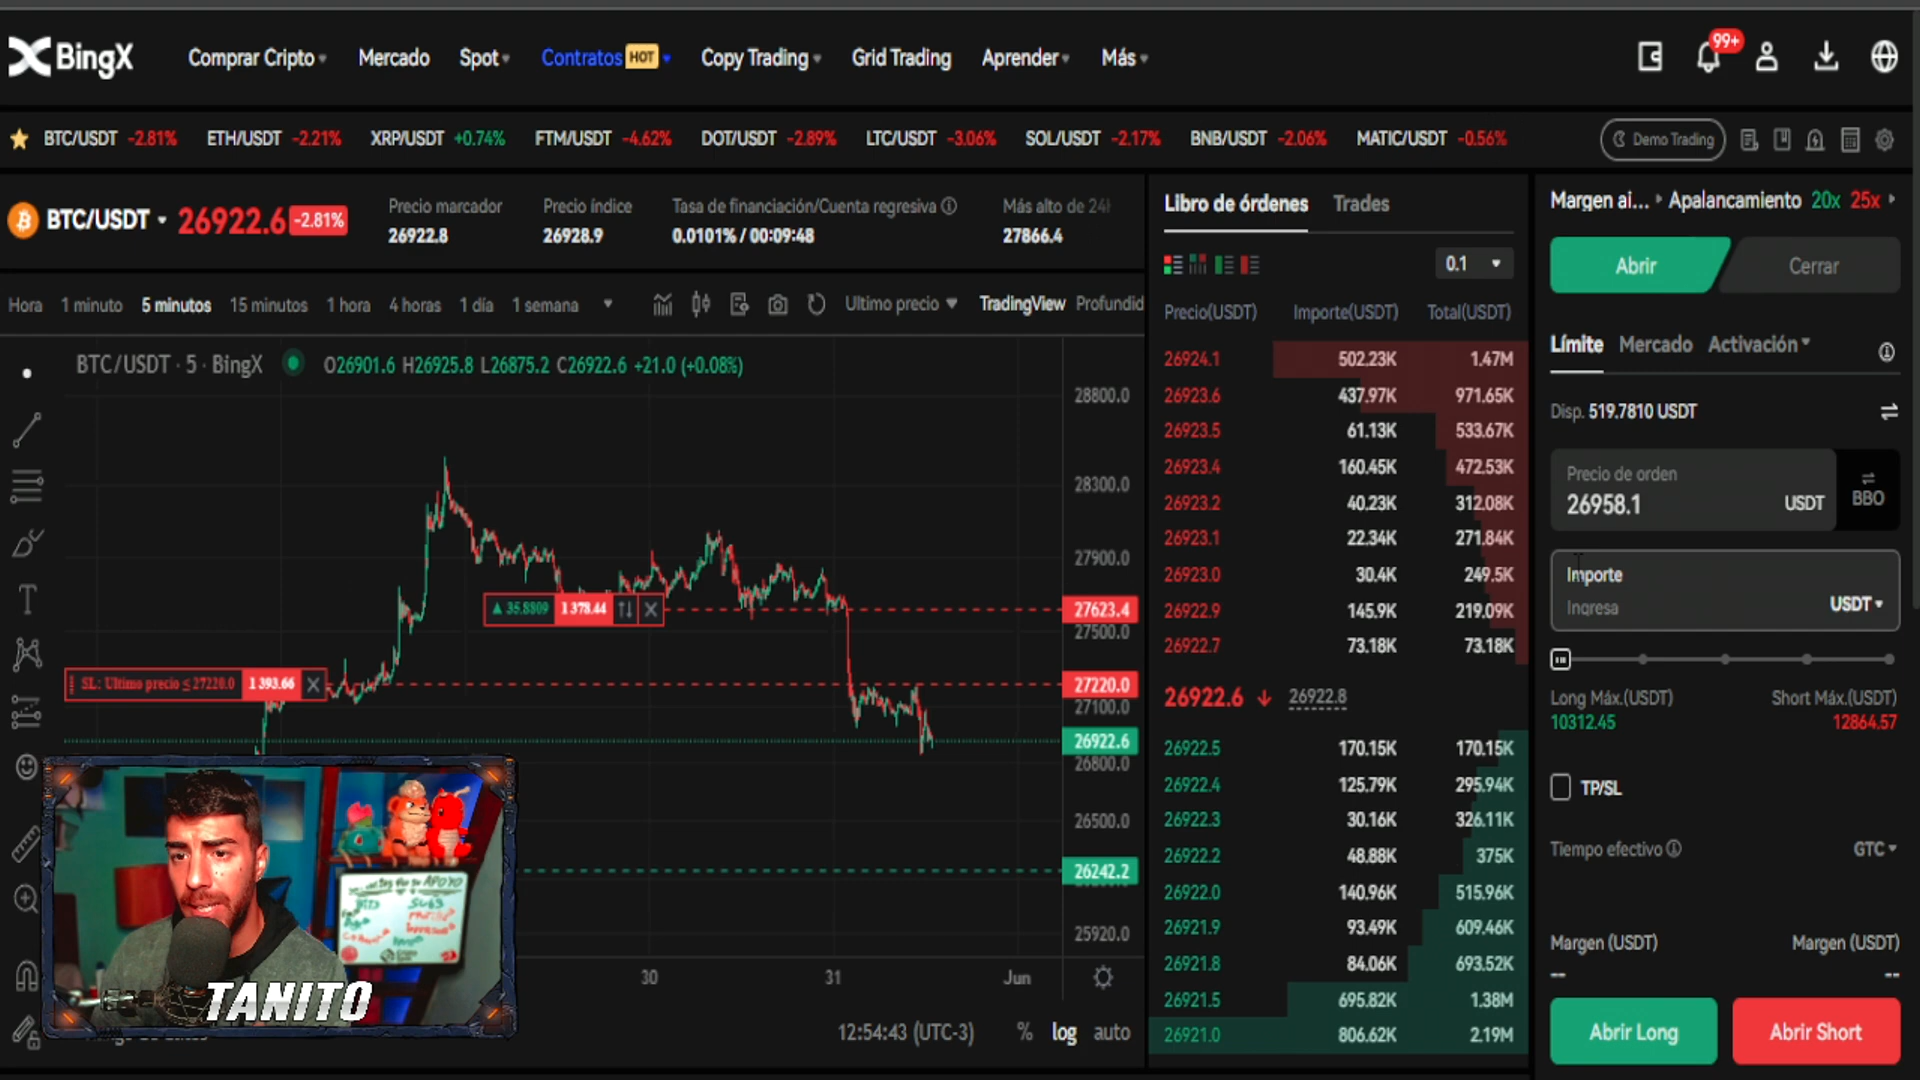 BingX
Comprar Cripto
Mercado
Spot
Contratos HOT
Copy Trading
Grid Trading
Aprender
Más
99+
BTC/USDT -2.81%
ETH/USDT -2.21%
XRP/USDT +0.74%
FTM/USDT -4.62%
DOT/USDT -2.89%
LTC/USDT -3.06%
SOL/USDT -2.17%
BNB/USDT -2.06%
MATIC/USDT -0.56%
Demo Trading
BTC/USDT 26922.6 -2.81%
Precio marcador
26922.8
Precio índice
26928.9
Tasa de financiación/Cuenta regresiva
0.0101% / 00:09:48
Más alto de 24H
27866.4
Hora 1 minuto 5 minutos 15 minutos 1 hora 4 horas 1 día 1 semana
Ultimo precio TradingView Profundid
BTC/USDT · 5 · BingX O26901.6 H26925.8 L26875.2 C26922.6 +21.0 (+0.08%)
28800.0
28300.0
27900.0
35.8809 1 378.44
27623.4
27500.0
SL: Ultimo precio ≤ 27220.0 1 393.66
27220.0
27100.0
26922.6
26800.0
26500.0
26242.2
25920.0
APOYO
SUBS
TANITO
30 31 Jun
12:54:43 (UTC-3) % log auto
Libro de órdenes Trades
0.1
Precio(USDT) Importe(USDT) Total(USDT)
26924.1 502.23K 1.47M
26923.6 437.97K 971.65K
26923.5 61.13K 533.67K
26923.4 160.45K 472.53K
26923.2 40.23K 312.08K
26923.1 22.34K 271.84K
26923.0 30.4K 249.5K
26922.9 145.9K 219.09K
26922.7 73.18K 73.18K
26922.6 26922.8
26922.5 170.15K 170.15K
26922.4 125.79K 295.94K
26922.3 30.16K 326.11K
26922.2 48.88K 375K
26922.0 140.96K 515.96K
26921.9 93.49K 609.46K
26921.8 84.06K 693.52K
26921.5 695.82K 1.38M
26921.0 806.62K 2.19M
Margen ai... Apalancamiento 20x 25x
Abrir Cerrar
Límite Mercado Activación
Disp. 519.7810 USDT
Precio de orden
26958.1 USDT
BBO
Importe
Ingresa USDT
Long Máx.(USDT) Short Máx.(USDT)
10312.45 12864.57
TP/SL
Tiempo efectivo GTC
Margen (USDT) Margen (USDT)
-- --
Abrir Long Abrir Short